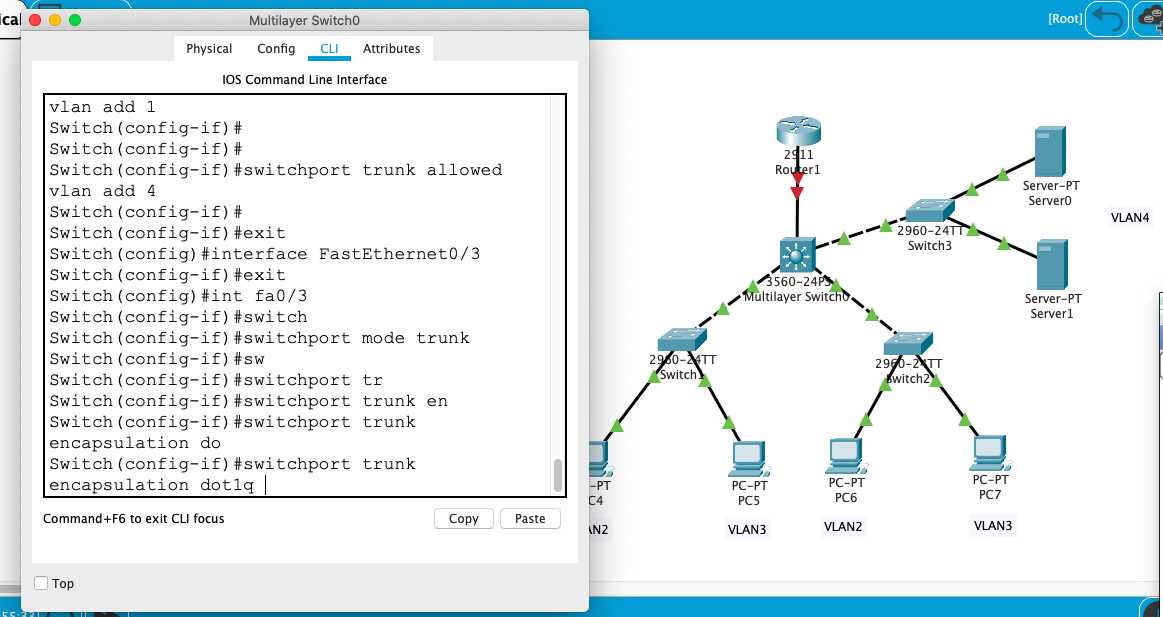 ical
Multilayer Switch0
[Root]
Physical Config CLI Attributes
IOS Command Line Interface
vlan add 1
Switch(config-if)#
Switch(config-if)#
Switch(config-if)#switchport trunk allowed
vlan add 4
Switch(config-if)#
Switch(config-if)#exit
Switch(config)#interface FastEthernet0/3
Switch(config-if)#exit
Switch(config)#int fa0/3
Switch(config-if)#switch
Switch(config-if)#switchport mode trunk
Switch(config-if)#sw
Switch(config-if)#switchport tr
Switch(config-if)#switchport trunk en
Switch(config-if)#switchport trunk
encapsulation do
Switch(config-if)#switchport trunk
encapsulation dot1q
Command+F6 to exit CLI focus
Copy
Paste
Top
2911
Router1
Server-PT
Server0
VLAN4
2960-24TT
Switch3
3560-24PS
Multilayer Switch0
Server-PT
Server1
2960-24TT
Switch1
2960-24TT
Switch2
-PT
C4
PC-PT
PC5
PC-PT
PC6
PC-PT
PC7
AN2
VLAN3
VLAN2
VLAN3